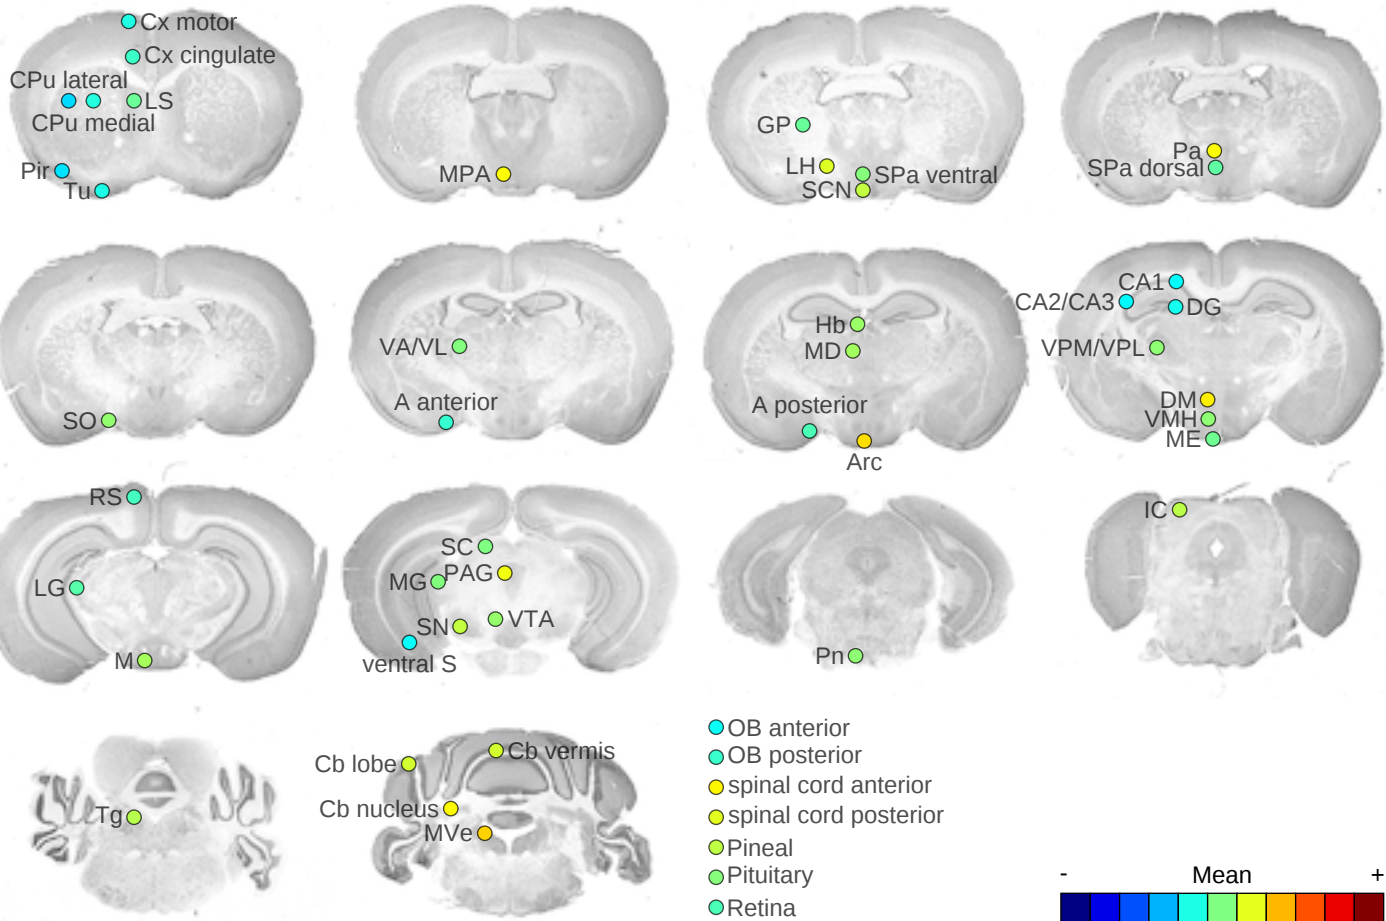 Cx motor
Cx cingulate
CPu lateral
LS
CPu medial
Pir
Tu
MPA
GP
LH
SPa ventral
SCN
Pa
SPa dorsal
SO
VA/VL
A anterior
Hb
MD
A posterior
Arc
CA1
CA2/CA3
DG
VPM/VPL
DM
VMH
ME
RS
LG
M
SC
MG PAG
SN VTA
ventral S
Pn
IC
Tg
Cb lobe
Cb vermis
Cb nucleus
MVe
OB anterior
OB posterior
spinal cord anterior
spinal cord posterior
Pineal
Pituitary
Retina
- Mean +